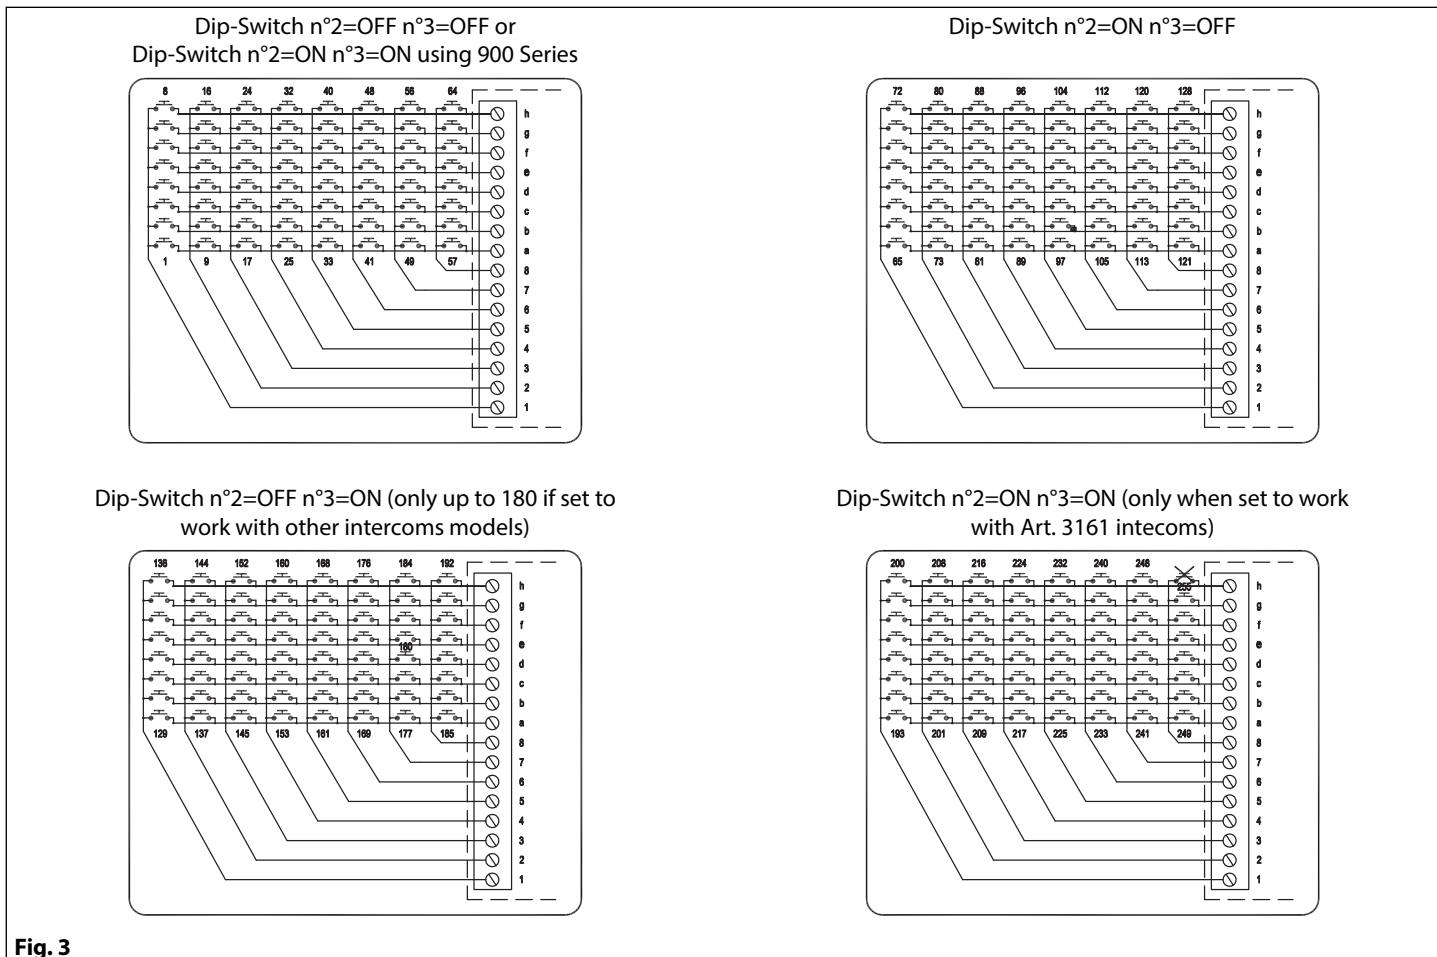 Dip-Switch n°2=OFF n°3=OFF or
Dip-Switch n°2=ON n°3=ON using 900 Series
8 16 24 32 40 48 56 64
h
g
f
e
d
c
b
a
1 9 17 25 33 41 49 57
8
7
6
5
4
3
2
1
Dip-Switch n°2=ON n°3=OFF
72 80 88 96 104 112 120 128
h
g
f
e
d
c
b
a
65 73 81 89 97 105 113 121
8
7
6
5
4
3
2
1
Dip-Switch n°2=OFF n°3=ON (only up to 180 if set to
work with other intercoms models)
136 144 152 160 168 176 184 192
h
g
f
e
180
d
c
b
a
129 137 145 153 161 169 177 185
8
7
6
5
4
3
2
1
Dip-Switch n°2=ON n°3=ON (only when set to work
with Art. 3161 intecoms)
200 208 216 224 232 240 248
255
h
g
f
e
d
c
b
a
193 201 209 217 225 233 241 249
8
7
6
5
4
3
2
1
Fig. 3